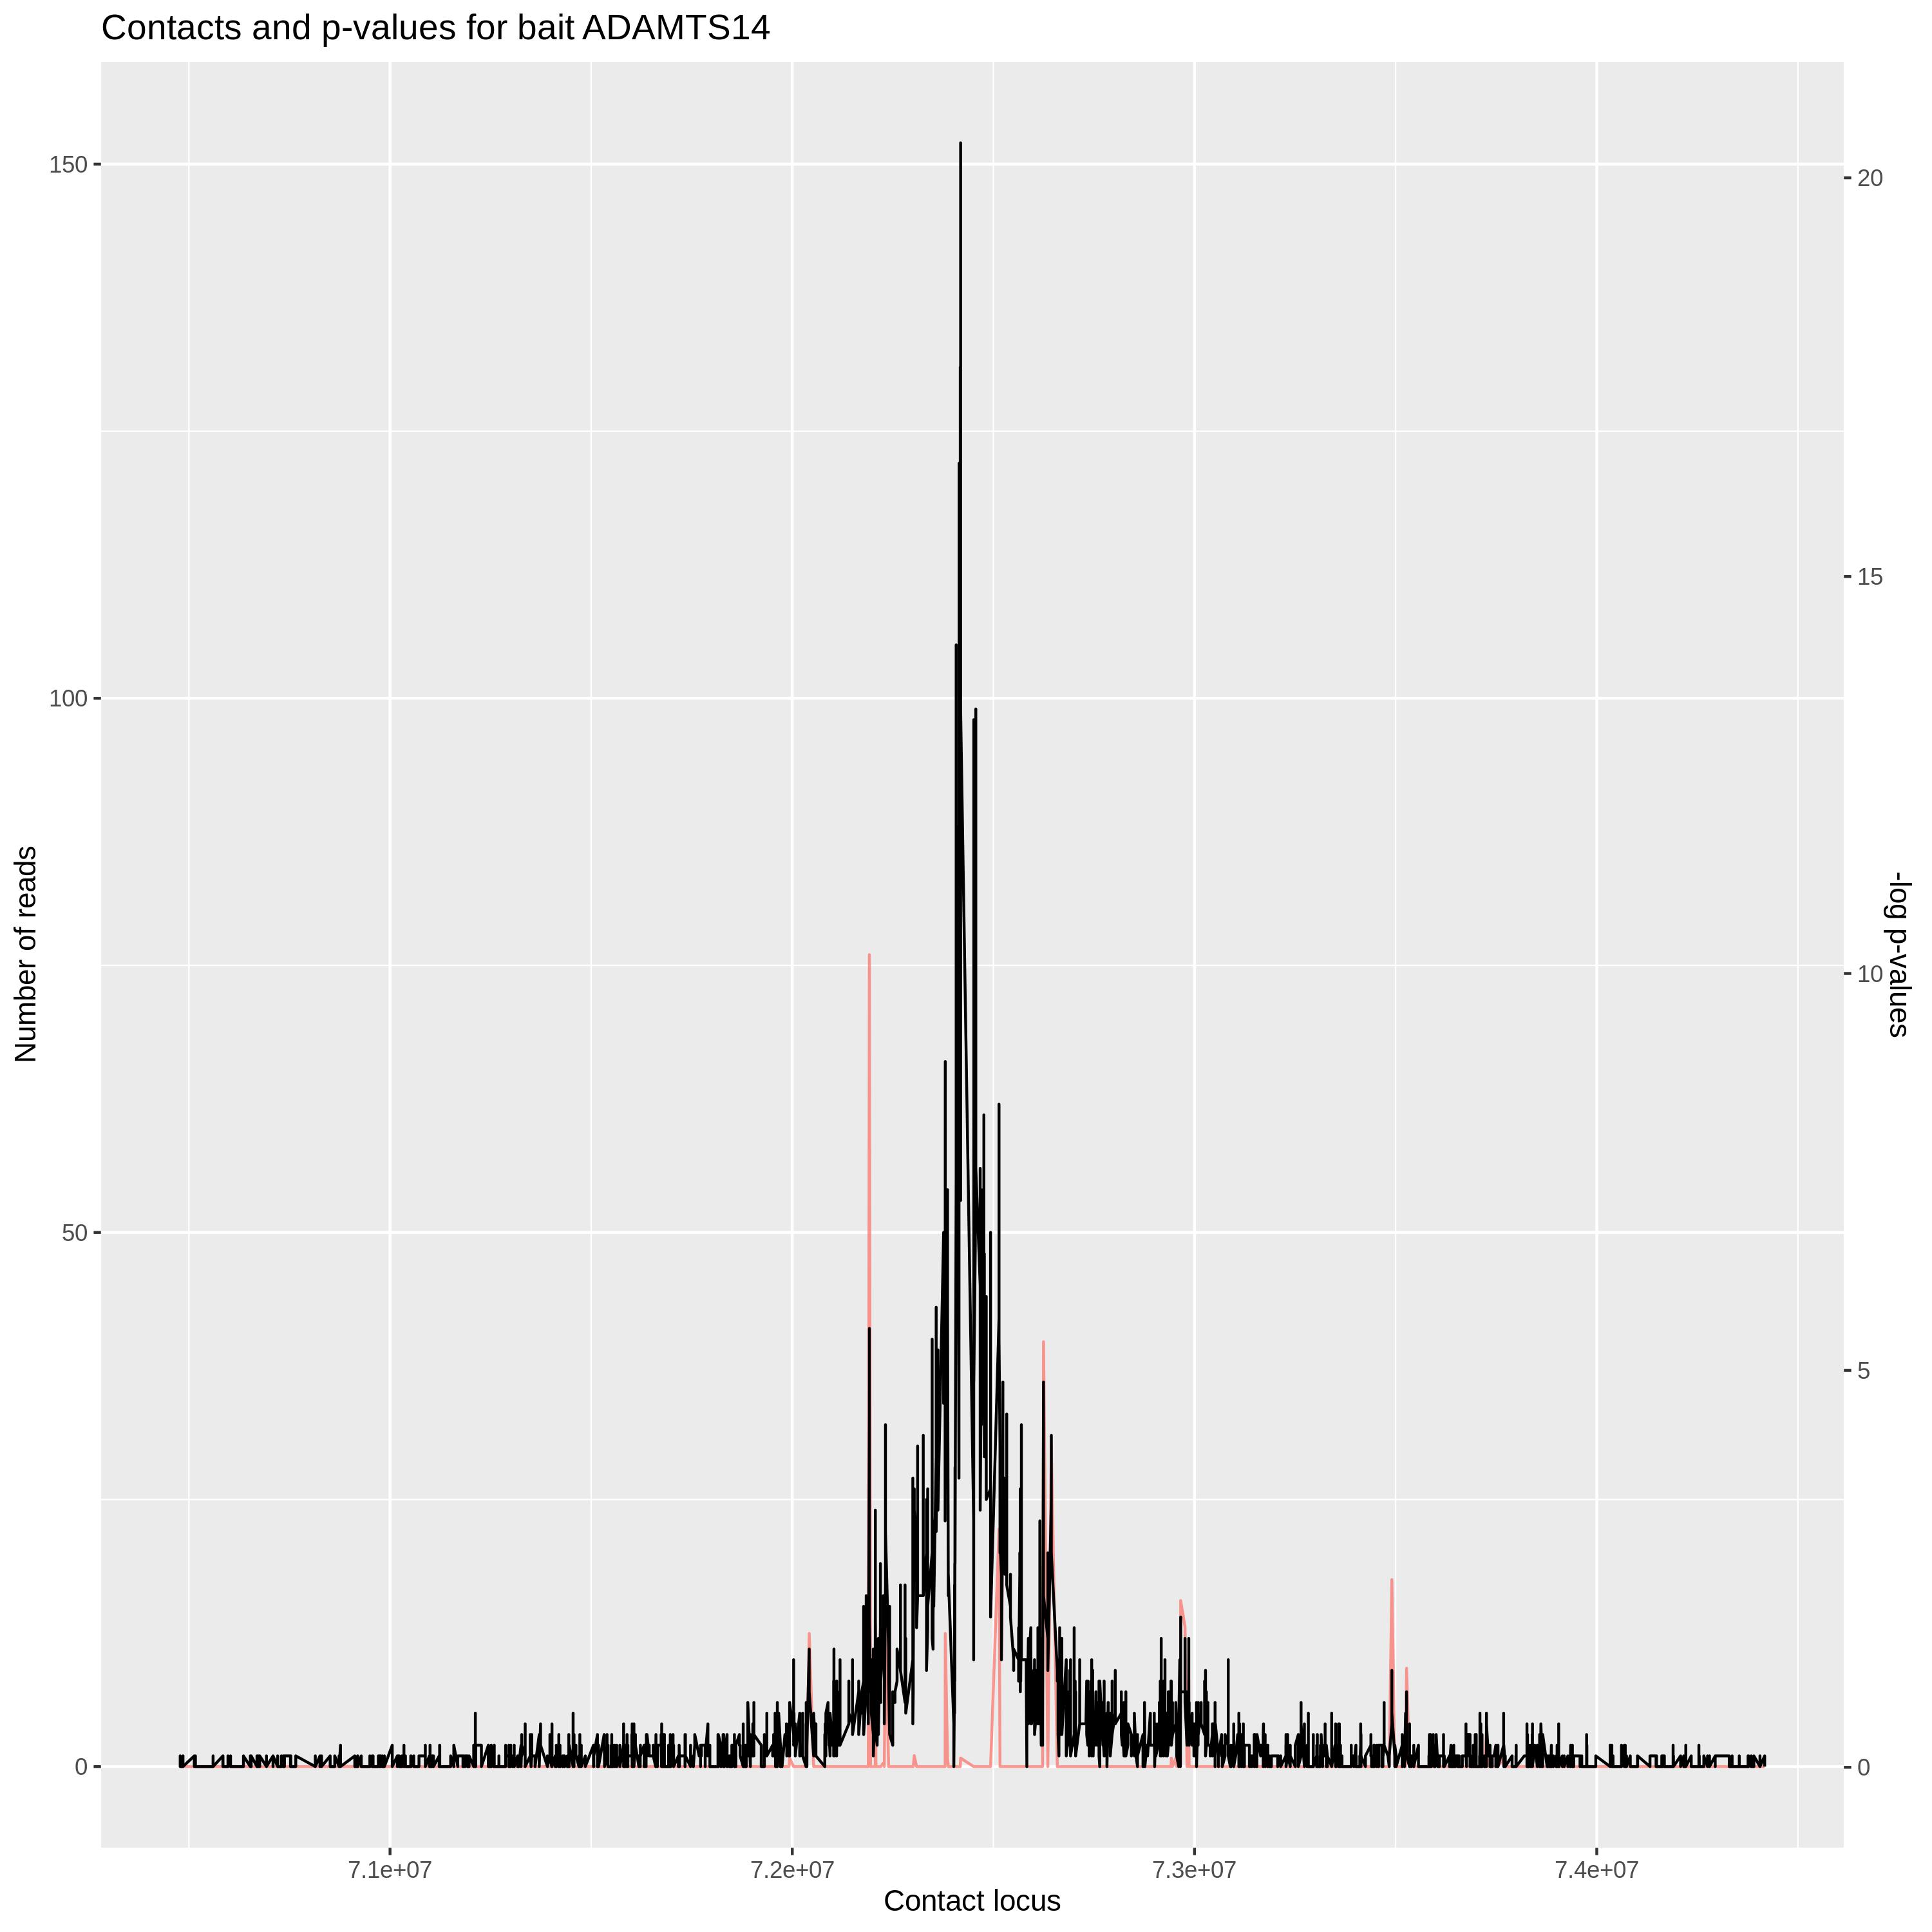 Contacts and p-values for bait ADAMTS14
150
100
50
0
20
15
10
5
0
Number of reads
-log p-values
7.1e+07
7.2e+07
7.3e+07
7.4e+07
Contact locus